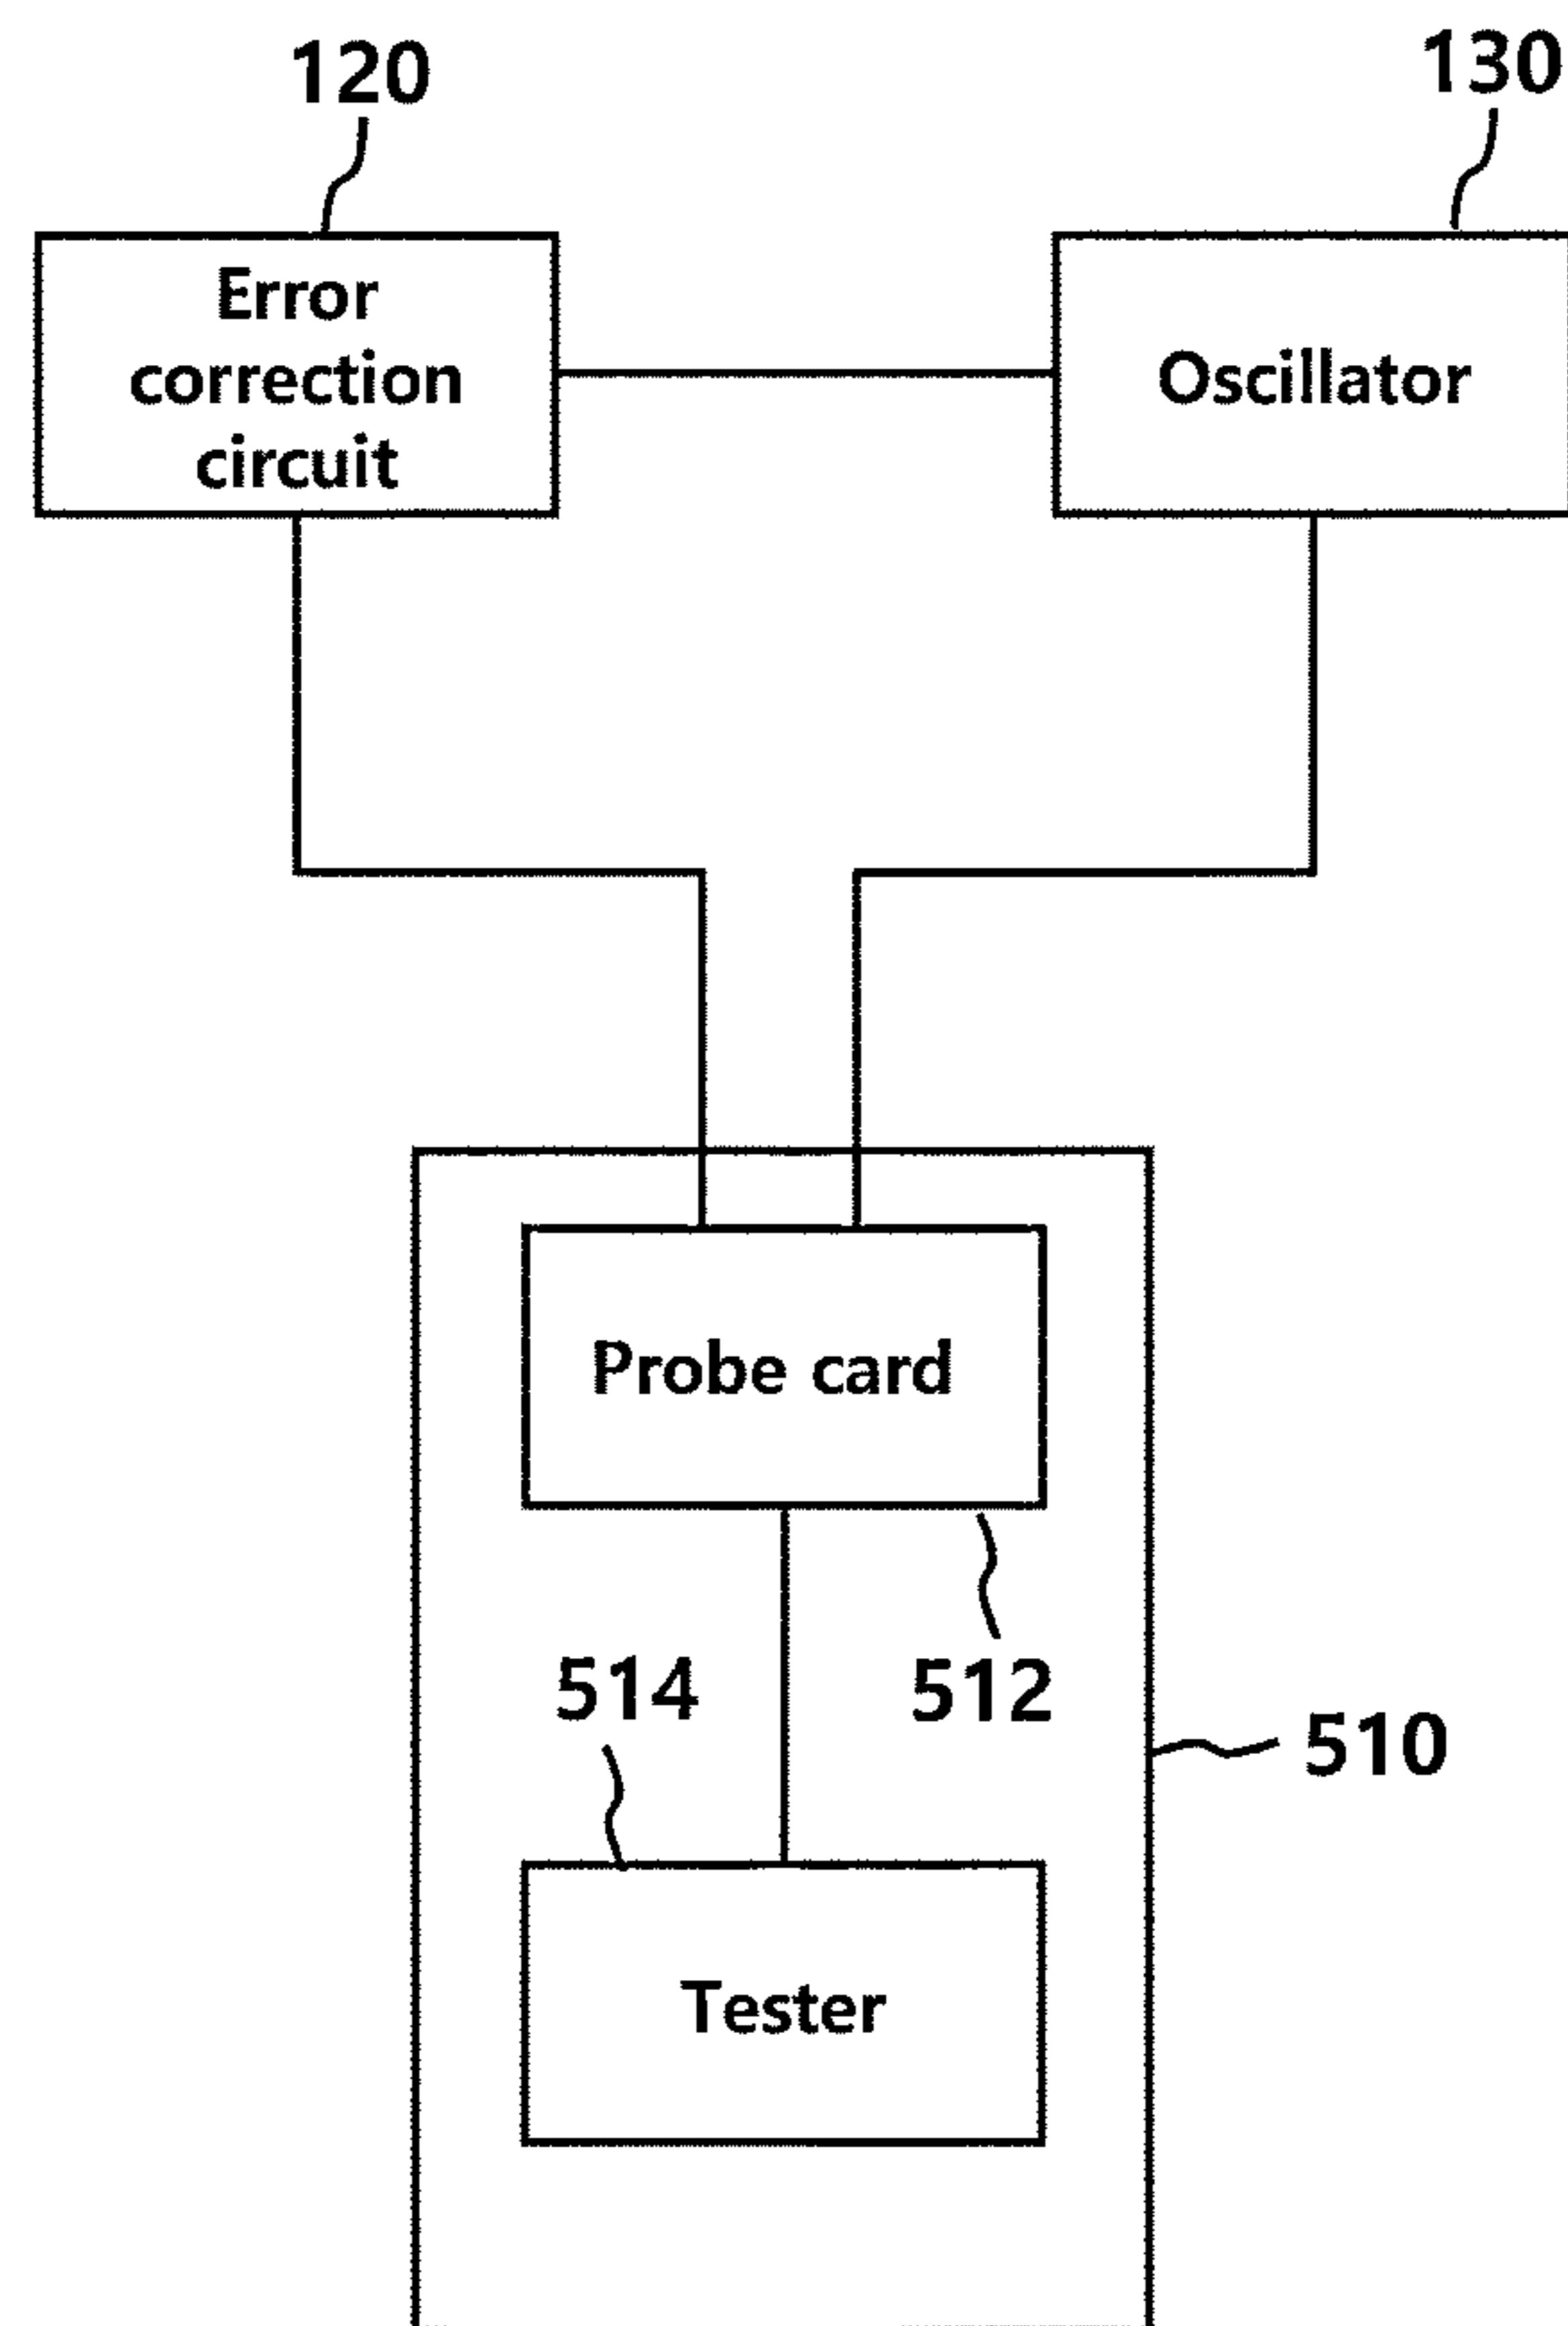 120
130
Error
correction
circuit
Oscillator
Probe card
514
512
510
Tester